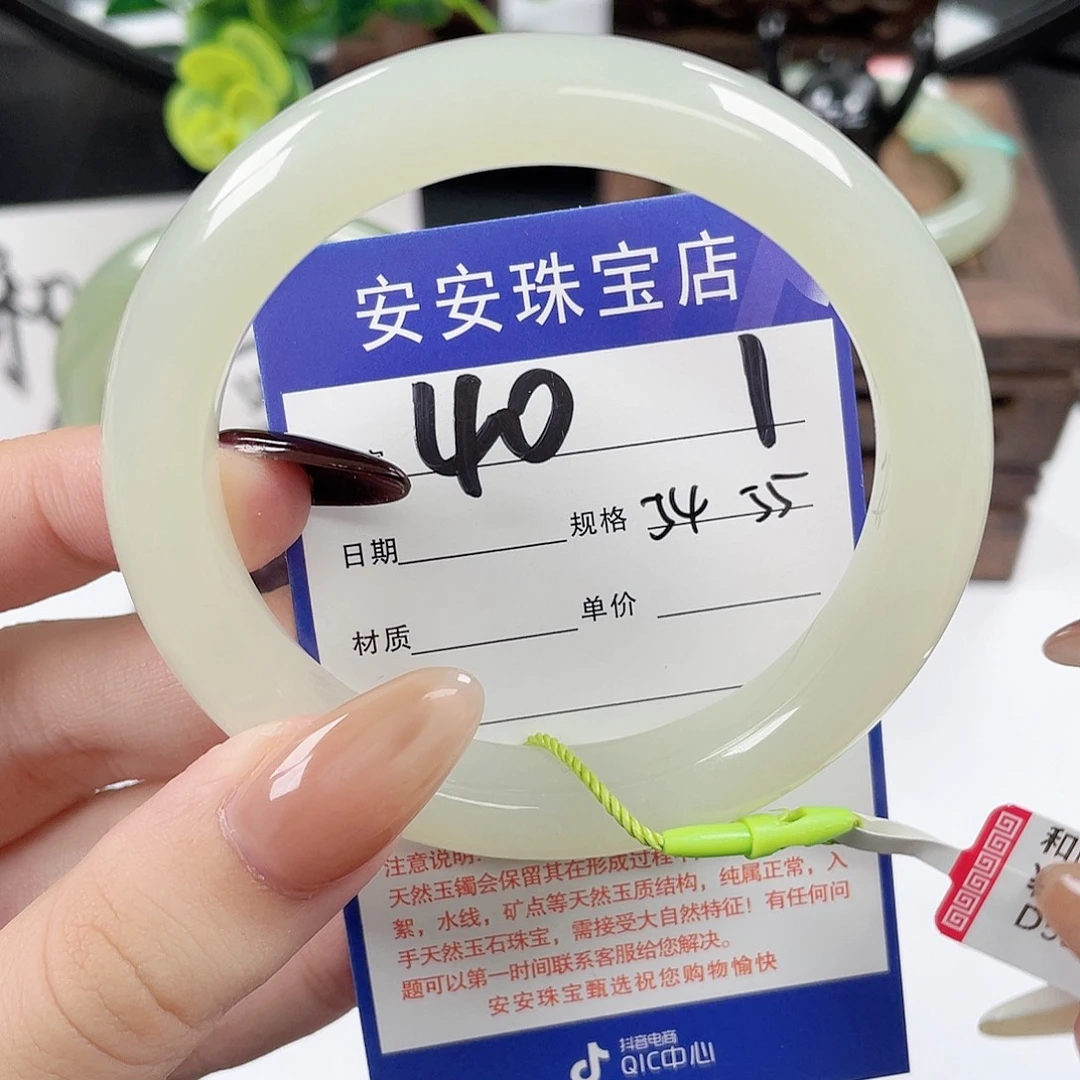 安安珠宝店
40 1
日期 规格 54 55
材质 单价
注意说明:
天然玉镯会保留其在形成过程中
絮，水线，矿点等天然玉质结构，纯属正常，入
手天然玉石珠宝，需接受大自然特征！有任何问
题可以第一时间联系客服给您解决。
安安珠宝甄选祝您购物愉快
抖音电商
QIC中心
和